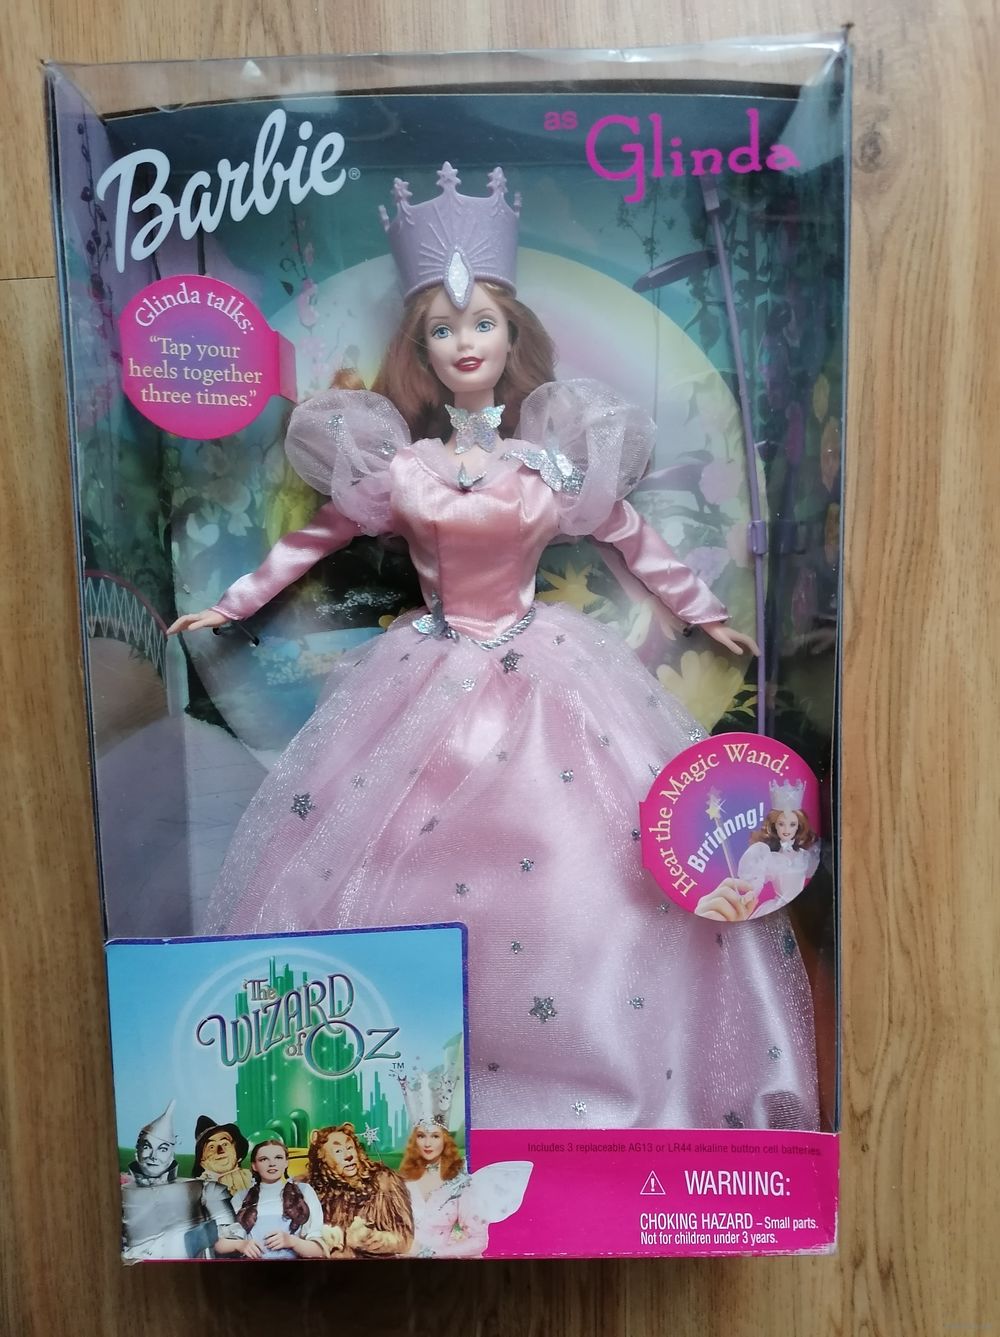 Barbie®
as Glinda
Glinda talks:
“Tap your
heels together
three times.”
Hear the Magic Wand.
Brrinnng!
The
WIZARD
of OZ™
Includes 3 replaceable AG13 or LR44 alkaline button cell batteries.
WARNING:
CHOKING HAZARD – Small parts.
Not for children under 3 years.